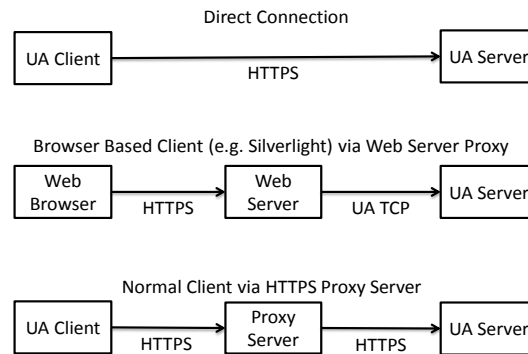 Direct Connection
UA Client
HTTPS
UA Server
Browser Based Client (e.g. Silverlight) via Web Server Proxy
Web
Browser
HTTPS
Web
Server
UA TCP
UA Server
Normal Client via HTTPS Proxy Server
UA Client
HTTPS
Proxy
Server
HTTPS
UA Server